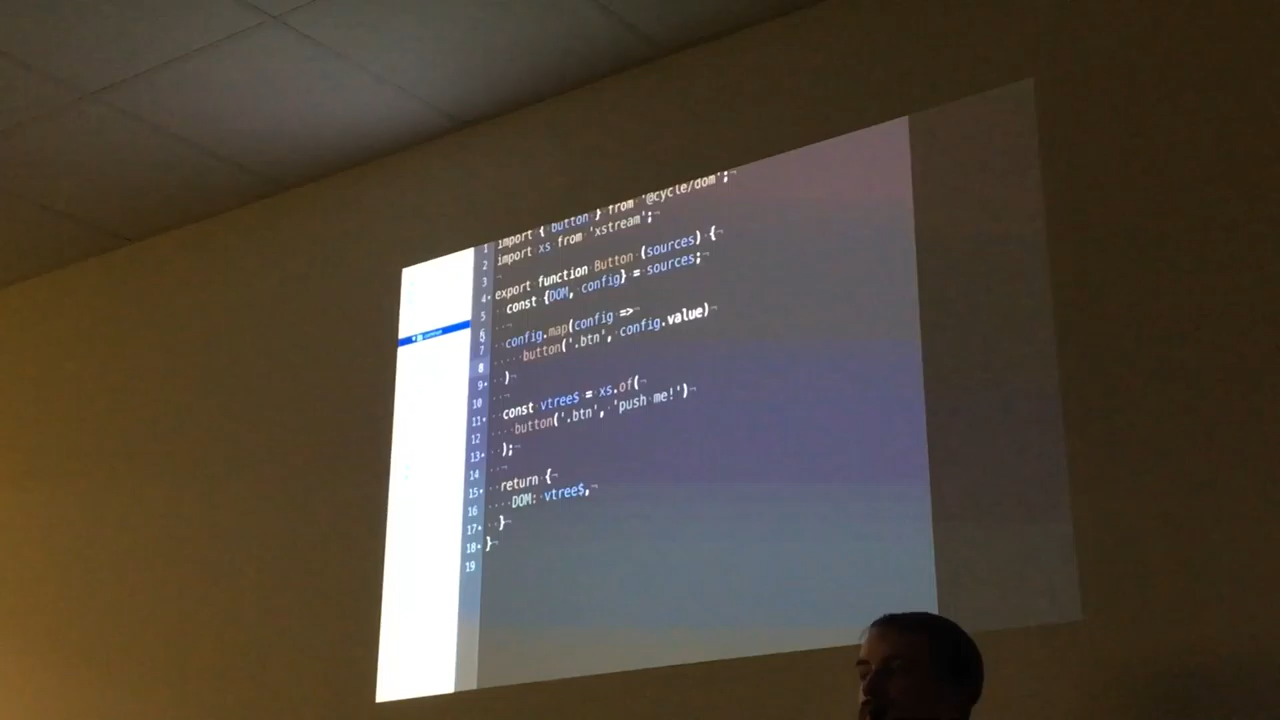 import { button } from '@cycle/dom';
import xs from 'xstream';
export function Button (sources) {
const {DOM, config} = sources;
config.map(config =>
button('.btn', config.value)
)
const vtree$ = xs.of(
button('.btn', 'push me!')
);
return {
DOM: vtree$,
}
}
1
2
3
4
5
6
7
8
9
10
11
12
13
14
15
16
17
18
19